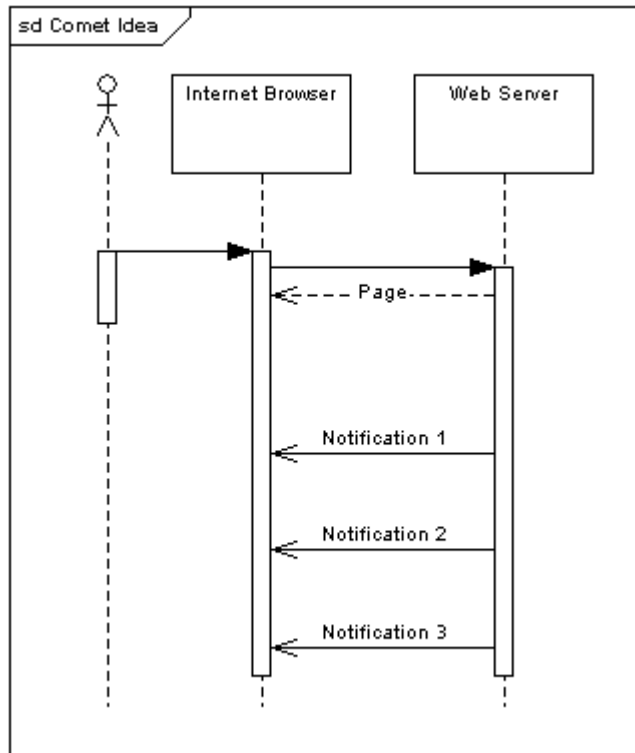 sd Comet Idea
Internet Browser
Web Server
Page
Notification 1
Notification 2
Notification 3